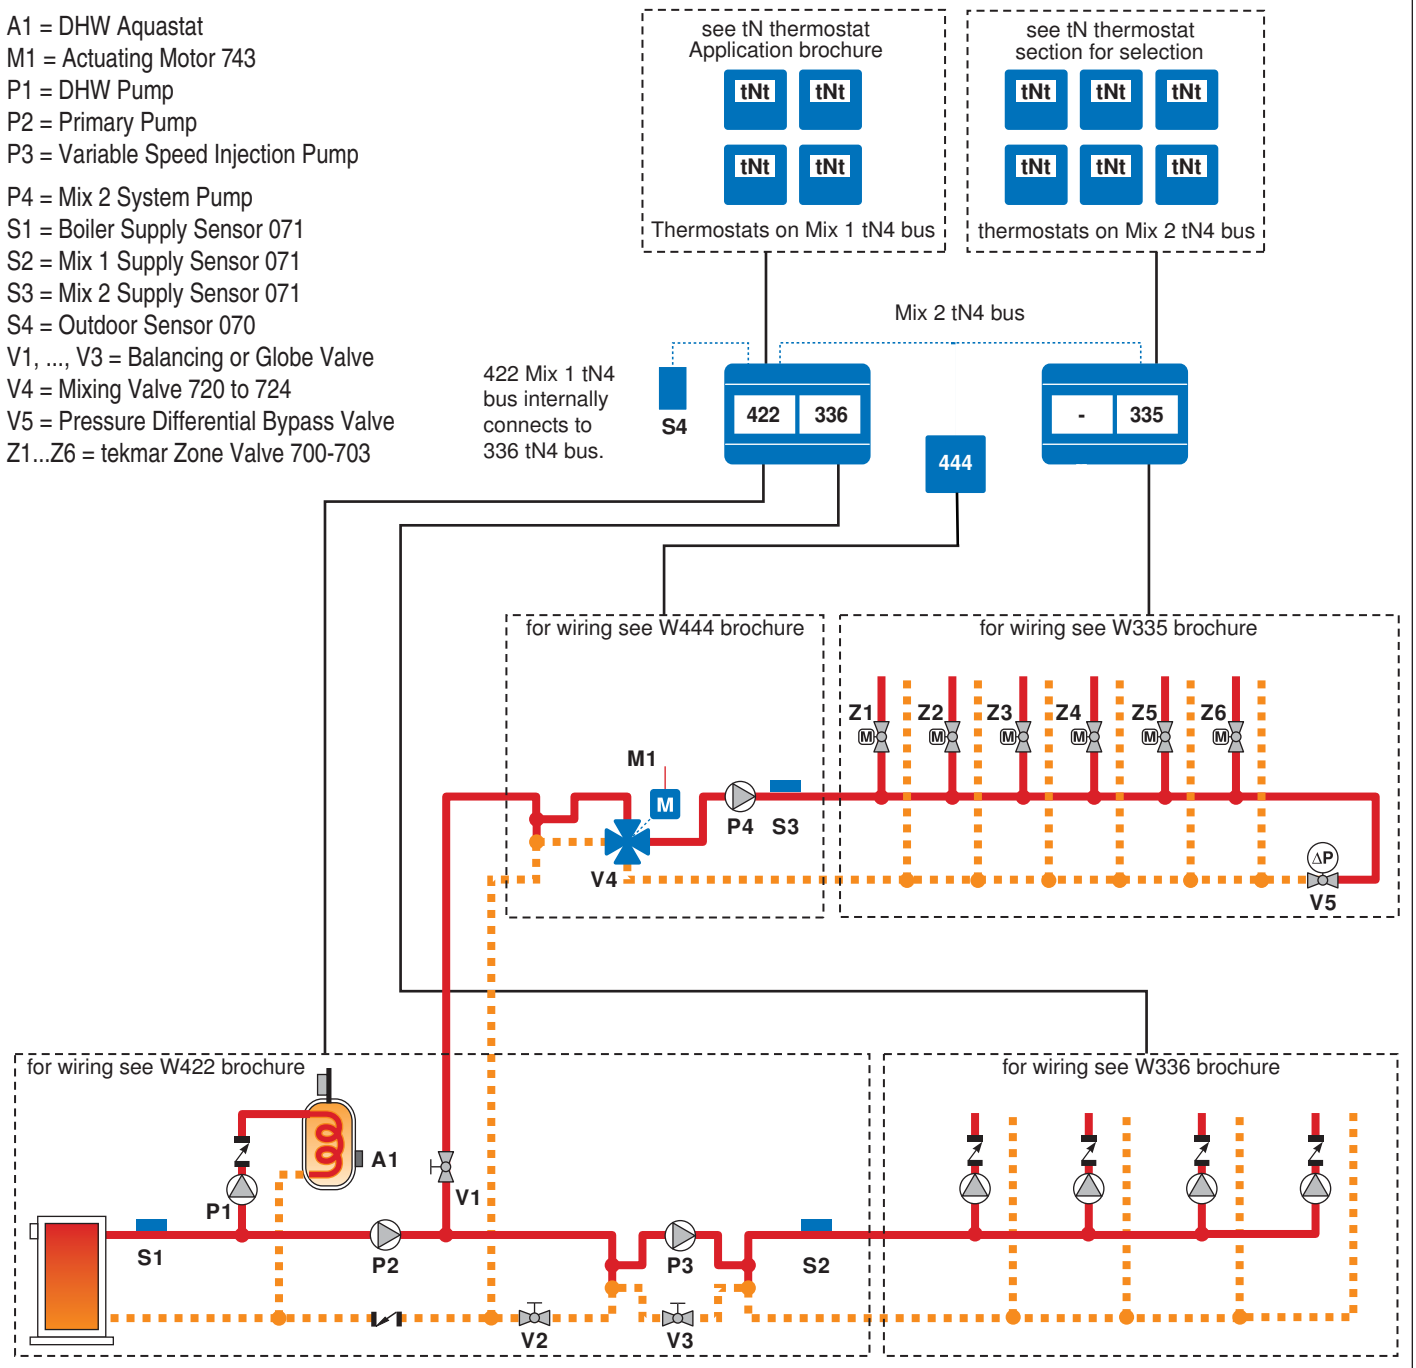 A1 = DHW Aquastat
M1 = Actuating Motor 743
P1 = DHW Pump
P2 = Primary Pump
P3 = Variable Speed Injection Pump
P4 = Mix 2 System Pump
S1 = Boiler Supply Sensor 071
S2 = Mix 1 Supply Sensor 071
S3 = Mix 2 Supply Sensor 071
S4 = Outdoor Sensor 070
V1, ..., V3 = Balancing or Globe Valve
V4 = Mixing Valve 720 to 724
V5 = Pressure Differential Bypass Valve
Z1...Z6 = tekmar Zone Valve 700-703
see tN thermostat
Application brochure
tNt tNt
tNt tNt
Thermostats on Mix 1 tN4 bus
see tN thermostat
section for selection
tNt tNt tNt
tNt tNt tNt
thermostats on Mix 2 tN4 bus
Mix 2 tN4 bus
422 Mix 1 tN4
bus internally
connects to
336 tN4 bus.
S4
422 336
444
- 335
for wiring see W444 brochure
M1
M
P4 S3
V4
for wiring see W335 brochure
Z1 Z2 Z3 Z4 Z5 Z6
M M M M M M
ΔP
V5
for wiring see W422 brochure
A1
P1
V1
S1 P2 P3 S2
V2 V3
for wiring see W336 brochure